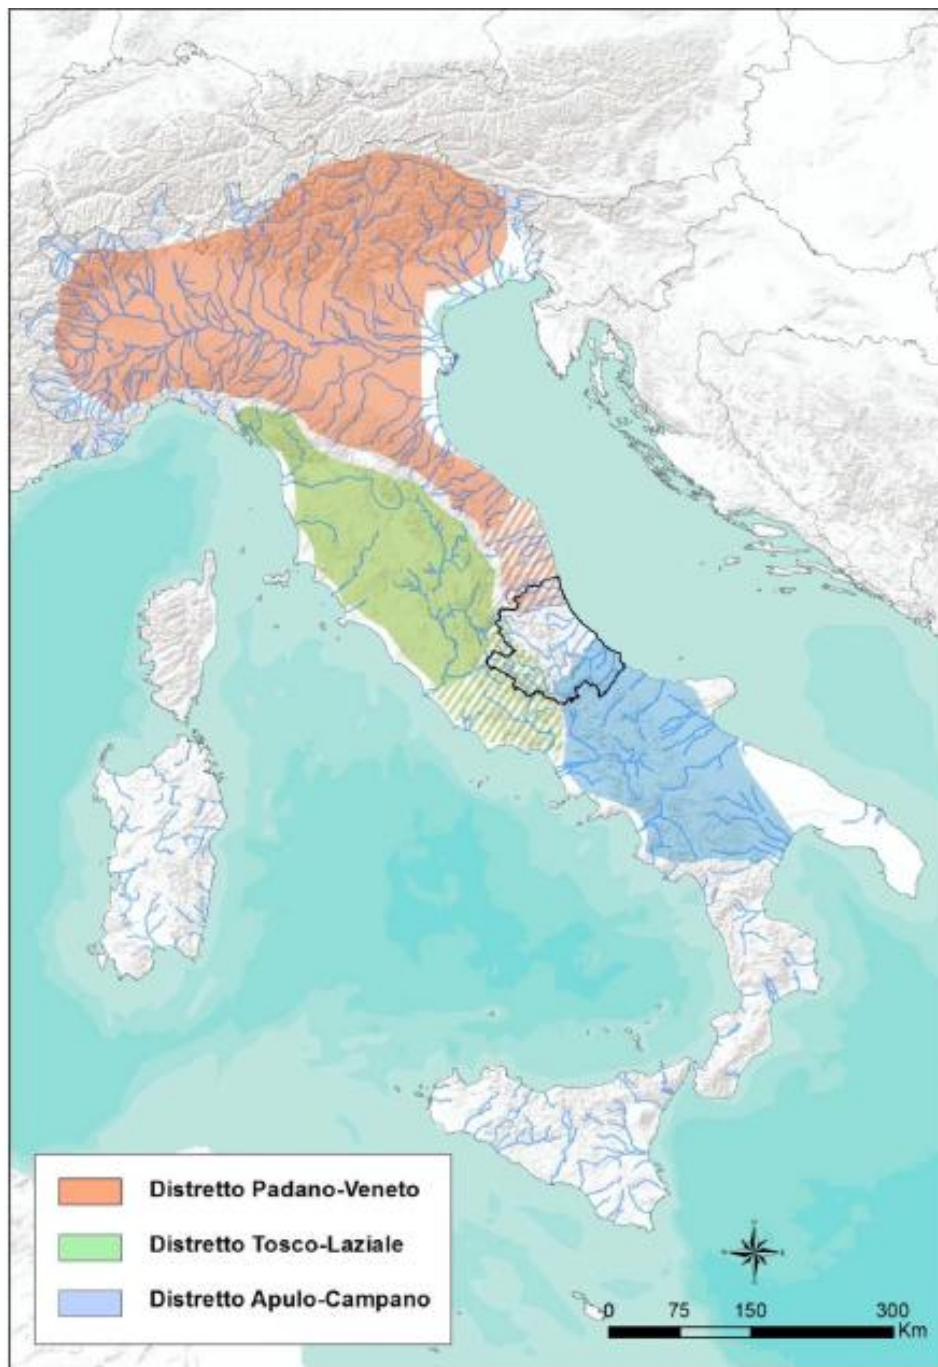 Distretto Padano-Veneto
Distretto Tosco-Laziale
Distretto Apulo-Campano
0 75 150 300
Km